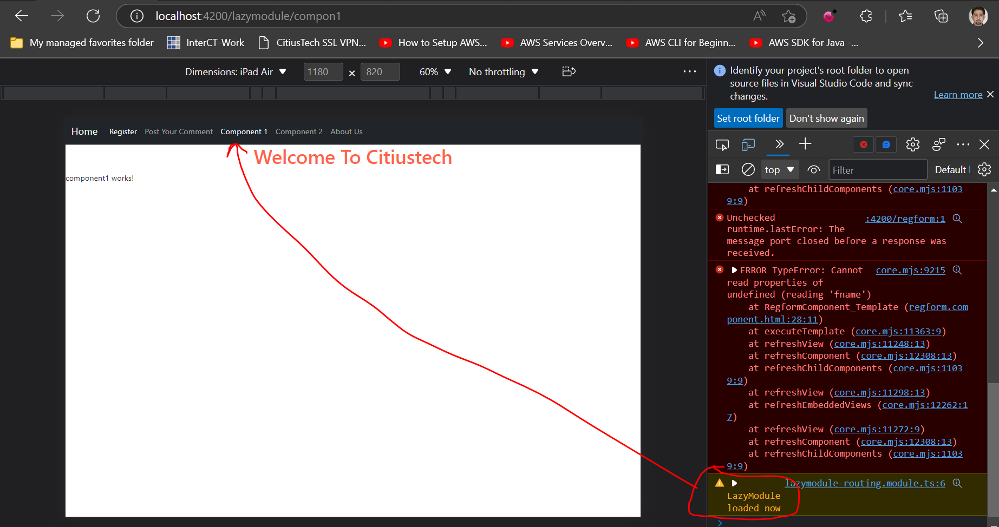 localhost:4200/lazymodule/compon1
My managed favorites folder InterCT-Work CitiusTech SSL VPN... How to Setup AWS... AWS Services Overv... AWS CLI for Beginn... AWS SDK for Java -...
Dimensions: iPad Air 1180 × 820 60% No throttling
Home Register Post Your Comment Component 1 Component 2 About Us
Welcome To Citiustech
component1 works!
Identify your project's root folder to open
source files in Visual Studio Code and sync
changes.
Learn more
Set root folder Don't show again
top Filter Default
at refreshChildComponents (core.mjs:1103
9:9)
Unchecked :4200/regform:1
runtime.lastError: The
message port closed before a response was
received.
ERROR TypeError: Cannot core.mjs:9215
read properties of
undefined (reading 'fname')
at RegformComponent_Template (regform.com
ponent.html:28:11)
at executeTemplate (core.mjs:11363:9)
at refreshView (core.mjs:11248:13)
at refreshComponent (core.mjs:12308:13)
at refreshChildComponents (core.mjs:1103
9:9)
at refreshView (core.mjs:11298:13)
at refreshEmbeddedViews (core.mjs:12262:1
7)
at refreshView (core.mjs:11272:9)
at refreshComponent (core.mjs:12308:13)
at refreshChildComponents (core.mjs:1103
9:9)
lazymodule-routing.module.ts:6
LazyModule
loaded now